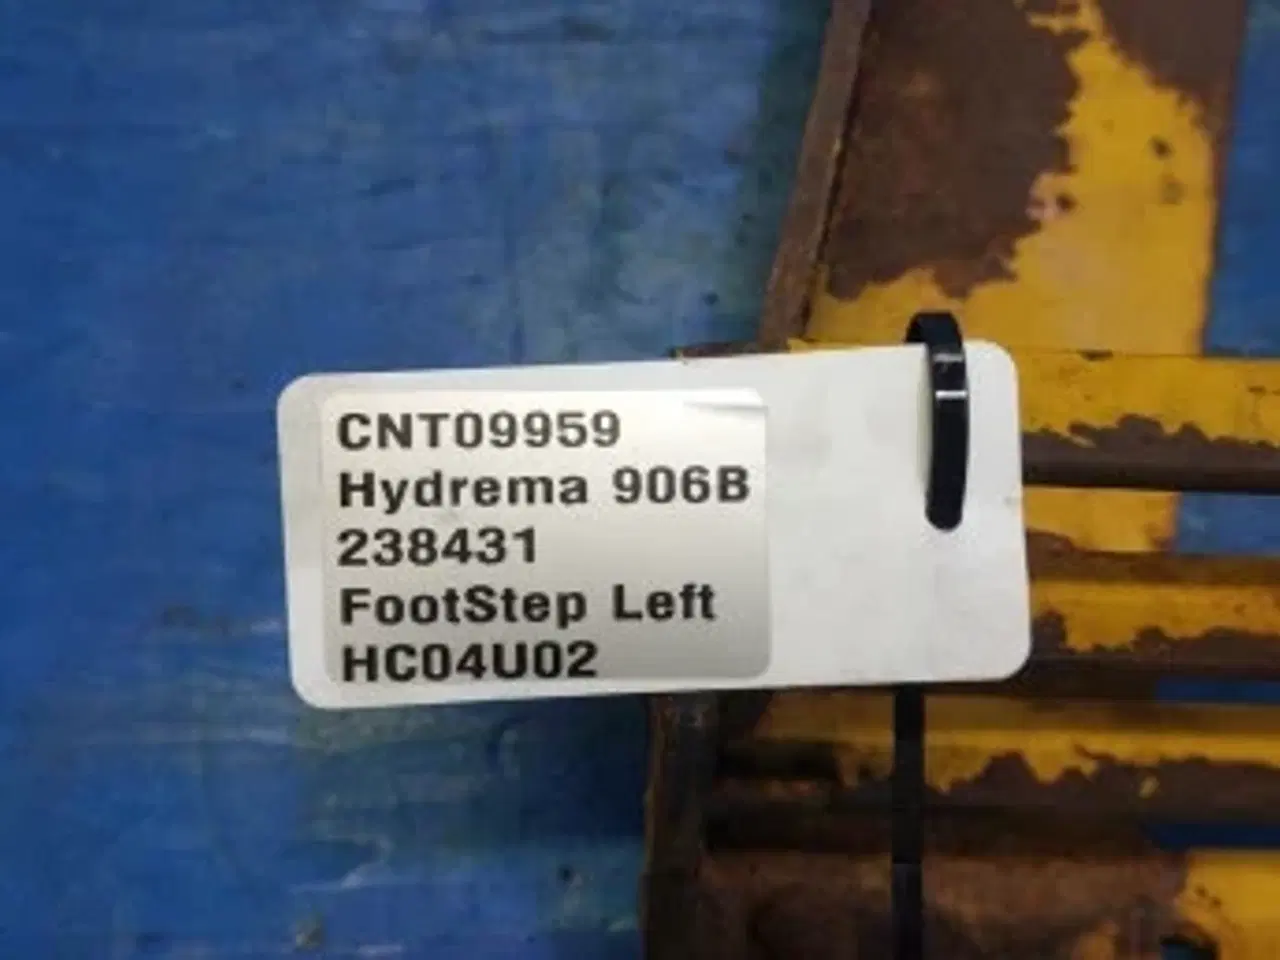 CNT09959
Hydrema 906B
238431
FootStep Left
HC04U02